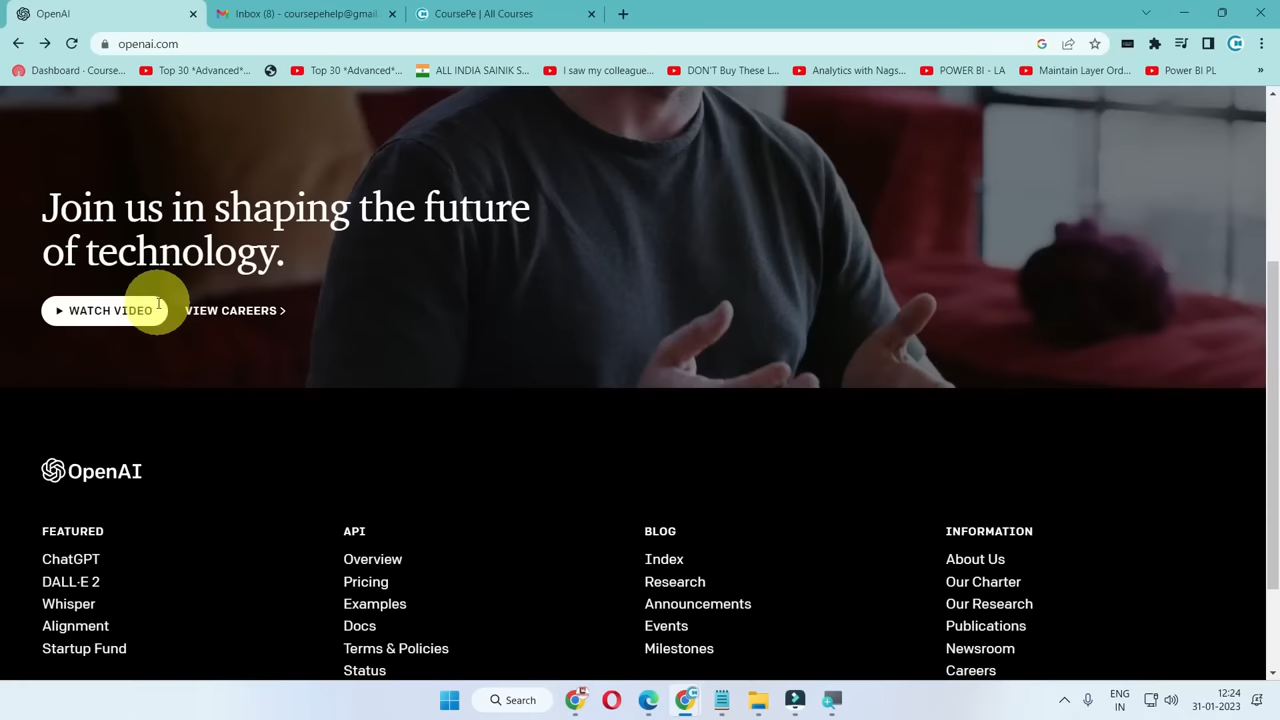 OpenAI
Inbox (8) - coursepehelp@gmail.
CoursePe | All Courses
openai.com
Dashboard - Course...
Top 30 *Advanced*...
Top 30 *Advanced*...
ALL INDIA SAINIK S...
I saw my colleague...
DON'T Buy These L...
Analytics with Nags...
POWER BI - LA
Maintain Layer Ord...
Power BI PL
»
Join us in shaping the future
of technology.
WATCH VIDEO
VIEW CAREERS >
OpenAI
FEATURED
ChatGPT
DALL·E 2
Whisper
Alignment
Startup Fund
API
Overview
Pricing
Examples
Docs
Terms & Policies
Status
BLOG
Index
Research
Announcements
Events
Milestones
INFORMATION
About Us
Our Charter
Our Research
Publications
Newsroom
Careers
Search
ENG
IN
12:24
31-01-2023